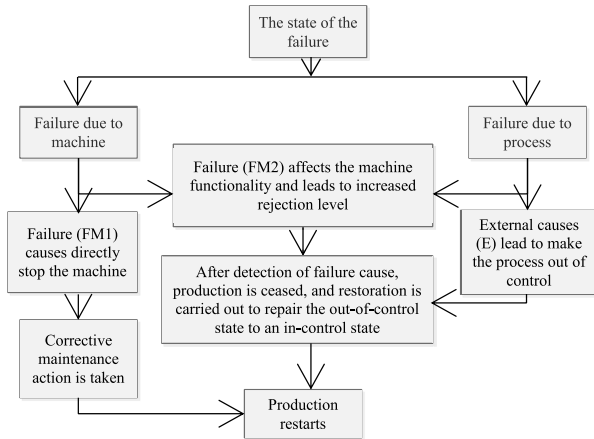 The state of the
failure
Failure due to
machine
Failure due to
process
Failure (FM2) affects the machine
functionality and leads to increased
rejection level
Failure (FM1)
causes directly
stop the machine
External causes
(E) lead to make
the process out of
control
After detection of failure cause,
production is ceased, and restoration is
carried out to repair the out-of-control
state to an in-control state
Corrective
maintenance
action is taken
Production
restarts